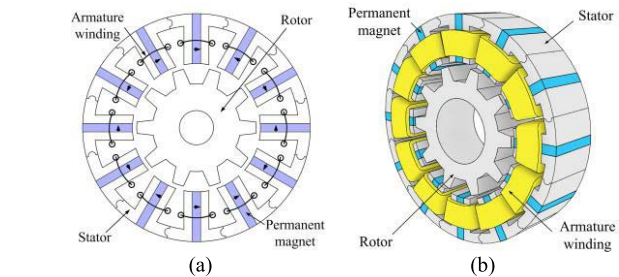 Armature
winding
Rotor
Stator
Permanent
magnet
(a)
Permanent
magnet
Stator
Rotor
Armature
winding
(b)